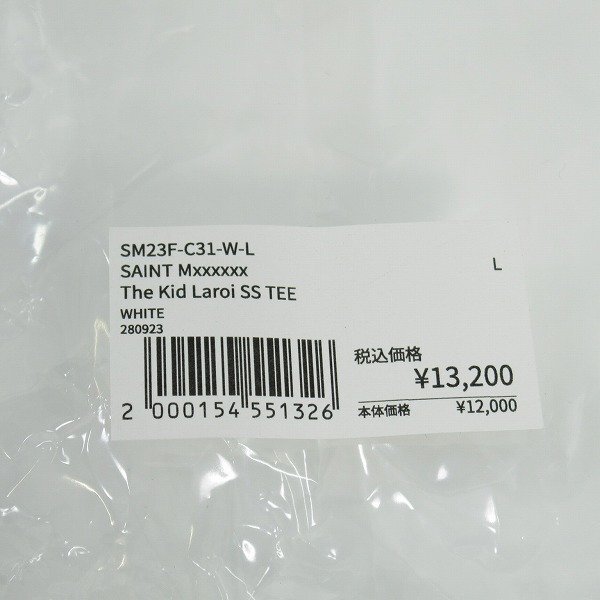 SM23F-C31-W-L
SAINT Mxxxxxx
L
The Kid Laroi SS TEE
WHITE
280923
税込価格
¥13,200
本体価格 ¥12,000
2 000154 551326